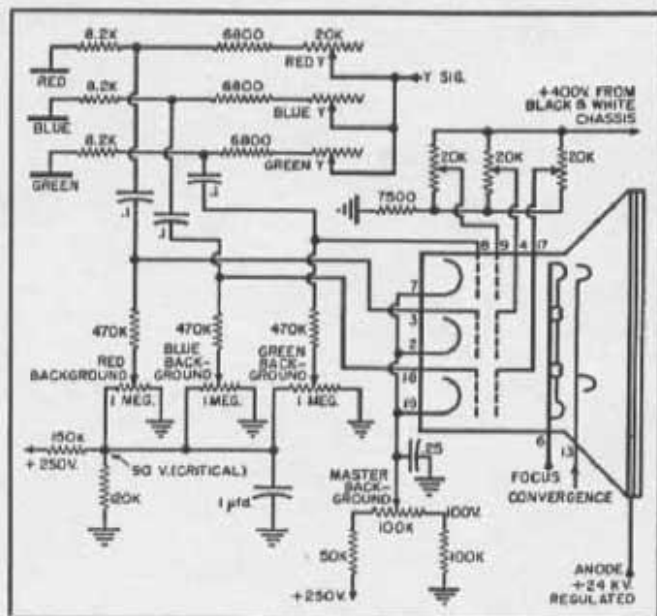 8.2K
6800
20K
RED
RED Y
Y SIG.
8.2K
6800
BLUE
BLUE Y
8.2K
6800
GREEN
GREEN Y
+400V. FROM
BLACK & WHITE
CHASSIS
20K
20K
20K
7500
.1
.1
.1
8
9
4
17
7
3
2
18
19
6
13
470K
470K
470K
RED
BACKGROUND
BLUE
BACK-
GROUND
GREEN
BACK-
GROUND
1 MEG.
1 MEG.
1 MEG.
150K
+250V.
90 V. (CRITICAL)
120K
1 µfd.
.25
MASTER
BACK-
GROUND
100K
100V.
50K
100K
+250V.
FOCUS
CONVERGENCE
ANODE
+24 KV.
REGULATED